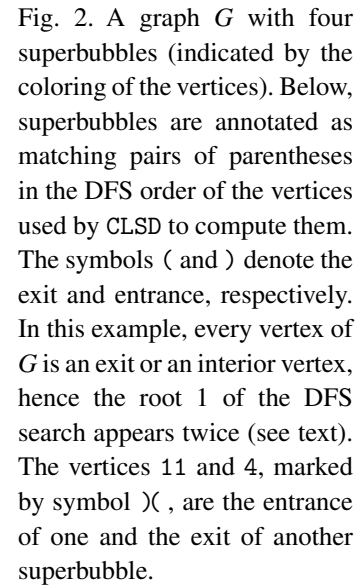 Fig. 2. A graph G with four
superbubbles (indicated by the
coloring of the vertices). Below,
superbubbles are annotated as
matching pairs of parentheses
in the DFS order of the vertices
used by CLSD to compute them.
The symbols ( and ) denote the
exit and entrance, respectively.
In this example, every vertex of
G is an exit or an interior vertex,
hence the root 1 of the DFS
search appears twice (see text).
The vertices 11 and 4, marked
by symbol )( , are the entrance
of one and the exit of another
superbubble.